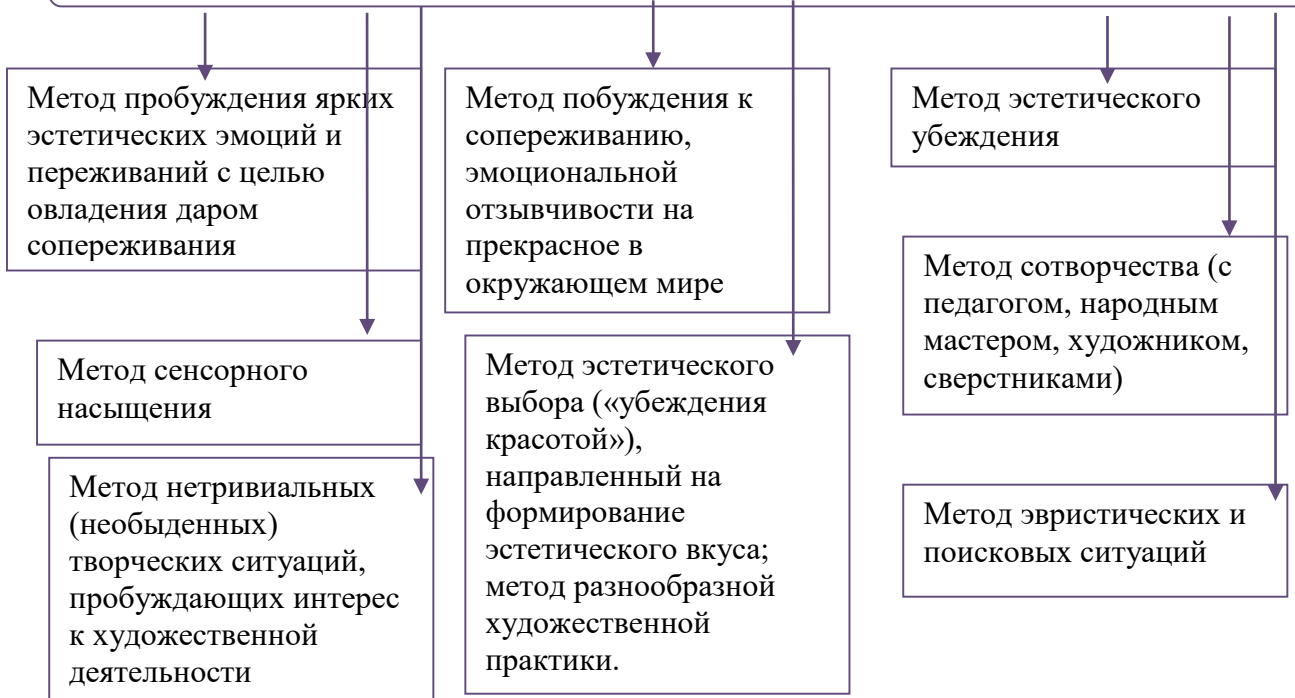 Метод пробуждения ярких
эстетических эмоций и
переживаний с целью
овладения даром
сопереживания
Метод сенсорного
насыщения
Метод нетривиальных
(необыденных)
творческих ситуаций,
пробуждающих интерес
к художественной
деятельности
Метод побуждения к
сопереживанию,
эмоциональной
отзывчивости на
прекрасное в
окружающем мире
Метод эстетического
выбора («убеждения
красотой»),
направленный на
формирование
эстетического вкуса;
метод разнообразной
художественной
практики.
Метод эстетического
убеждения
Метод сотворчества (с
педагогом, народным
мастером, художником,
сверстниками)
Метод эвристических и
поисковых ситуаций